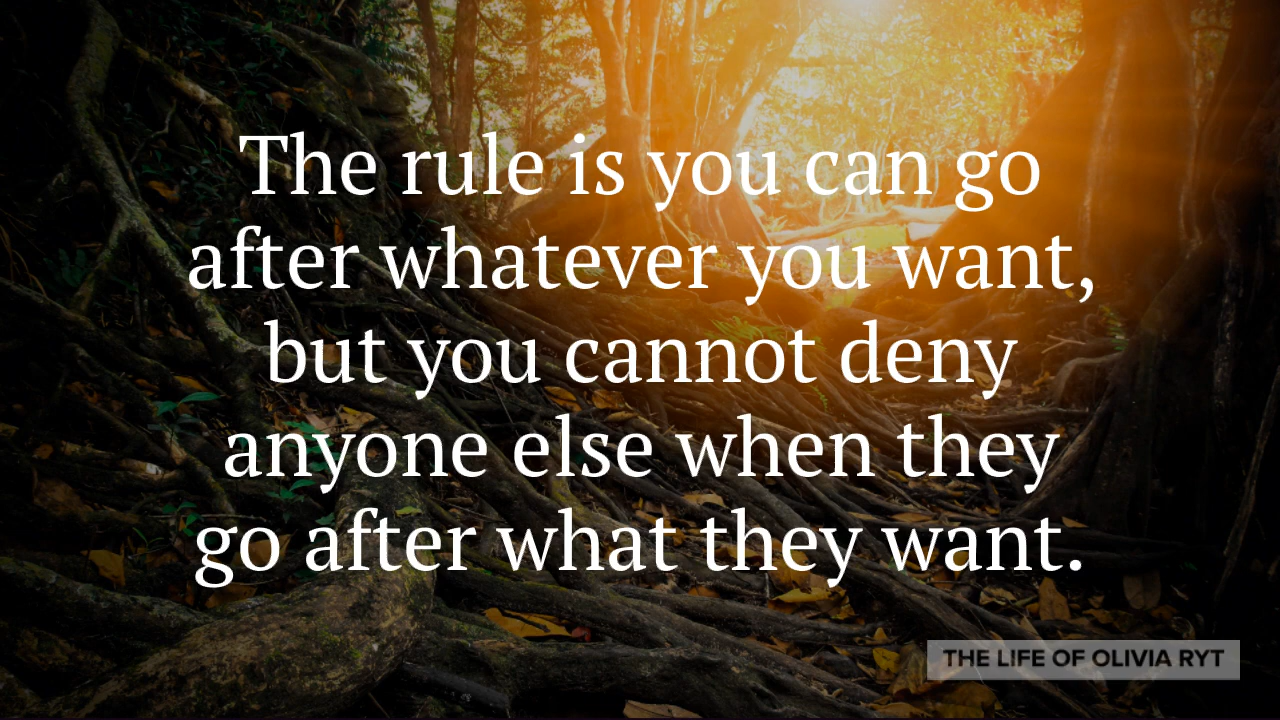 The rule is you can go
after whatever you want,
but you cannot deny
anyone else when they
go after what they want.
THE LIFE OF OLIVIA RYT